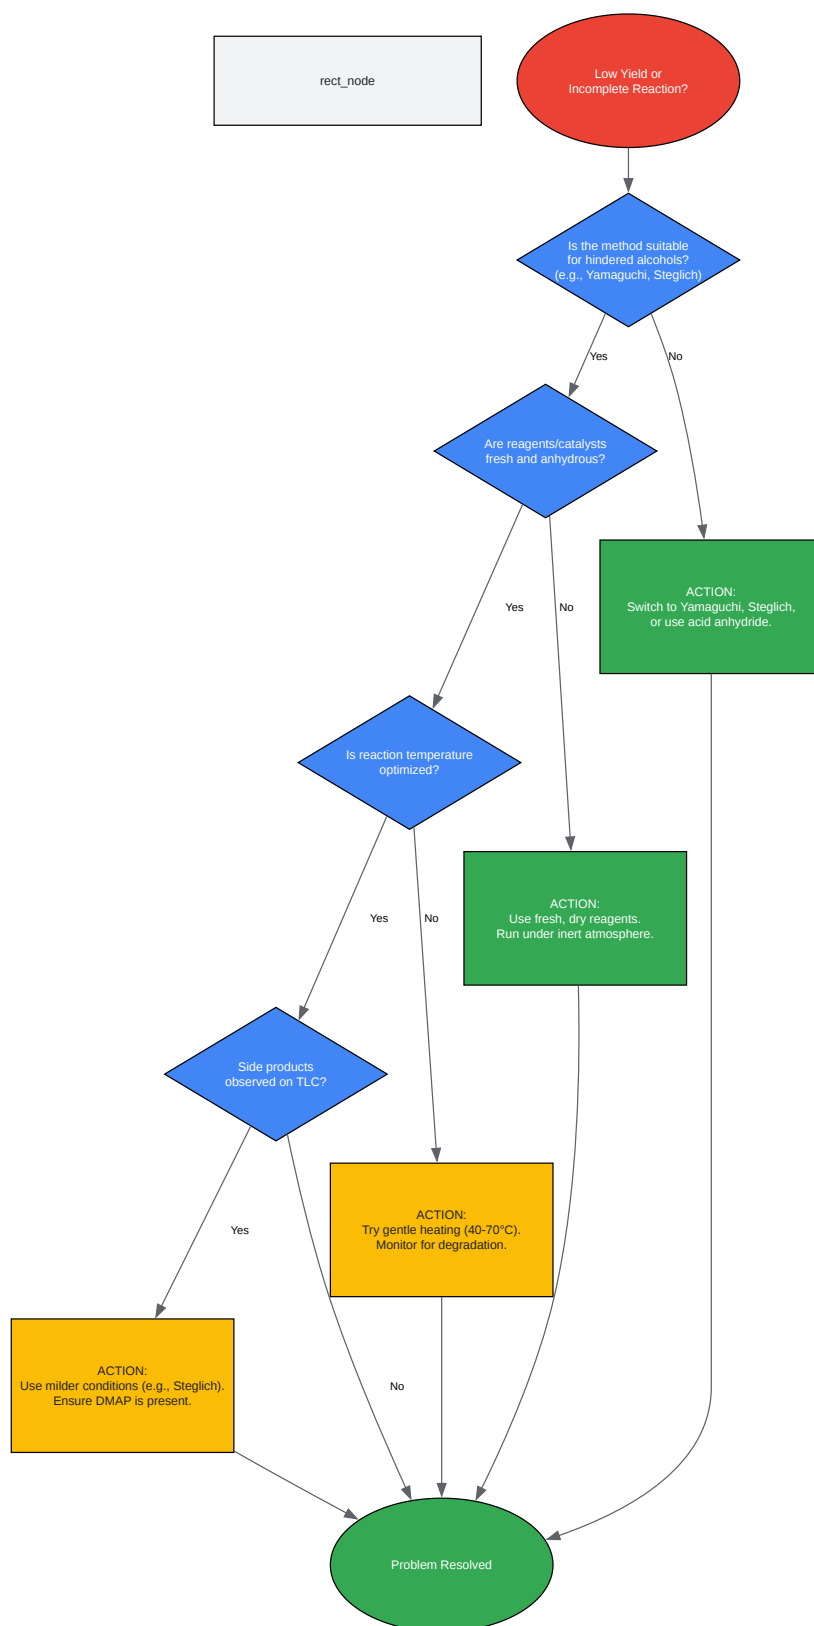 rect_node
Low Yield or
Incomplete Reaction?
Is the method suitable
for hindered alcohols?
(e.g., Yamaguchi, Steglich)
Yes
No
Are reagents/catalysts
fresh and anhydrous?
ACTION:
Switch to Yamaguchi, Steglich,
or use acid anhydride.
Yes
No
Is reaction temperature
optimized?
ACTION:
Use fresh, dry reagents.
Run under inert atmosphere.
Yes
No
Side products
observed on TLC?
ACTION:
Try gentle heating (40-70°C).
Monitor for degradation.
Yes
No
ACTION:
Use milder conditions (e.g., Steglich).
Ensure DMAP is present.
Problem Resolved